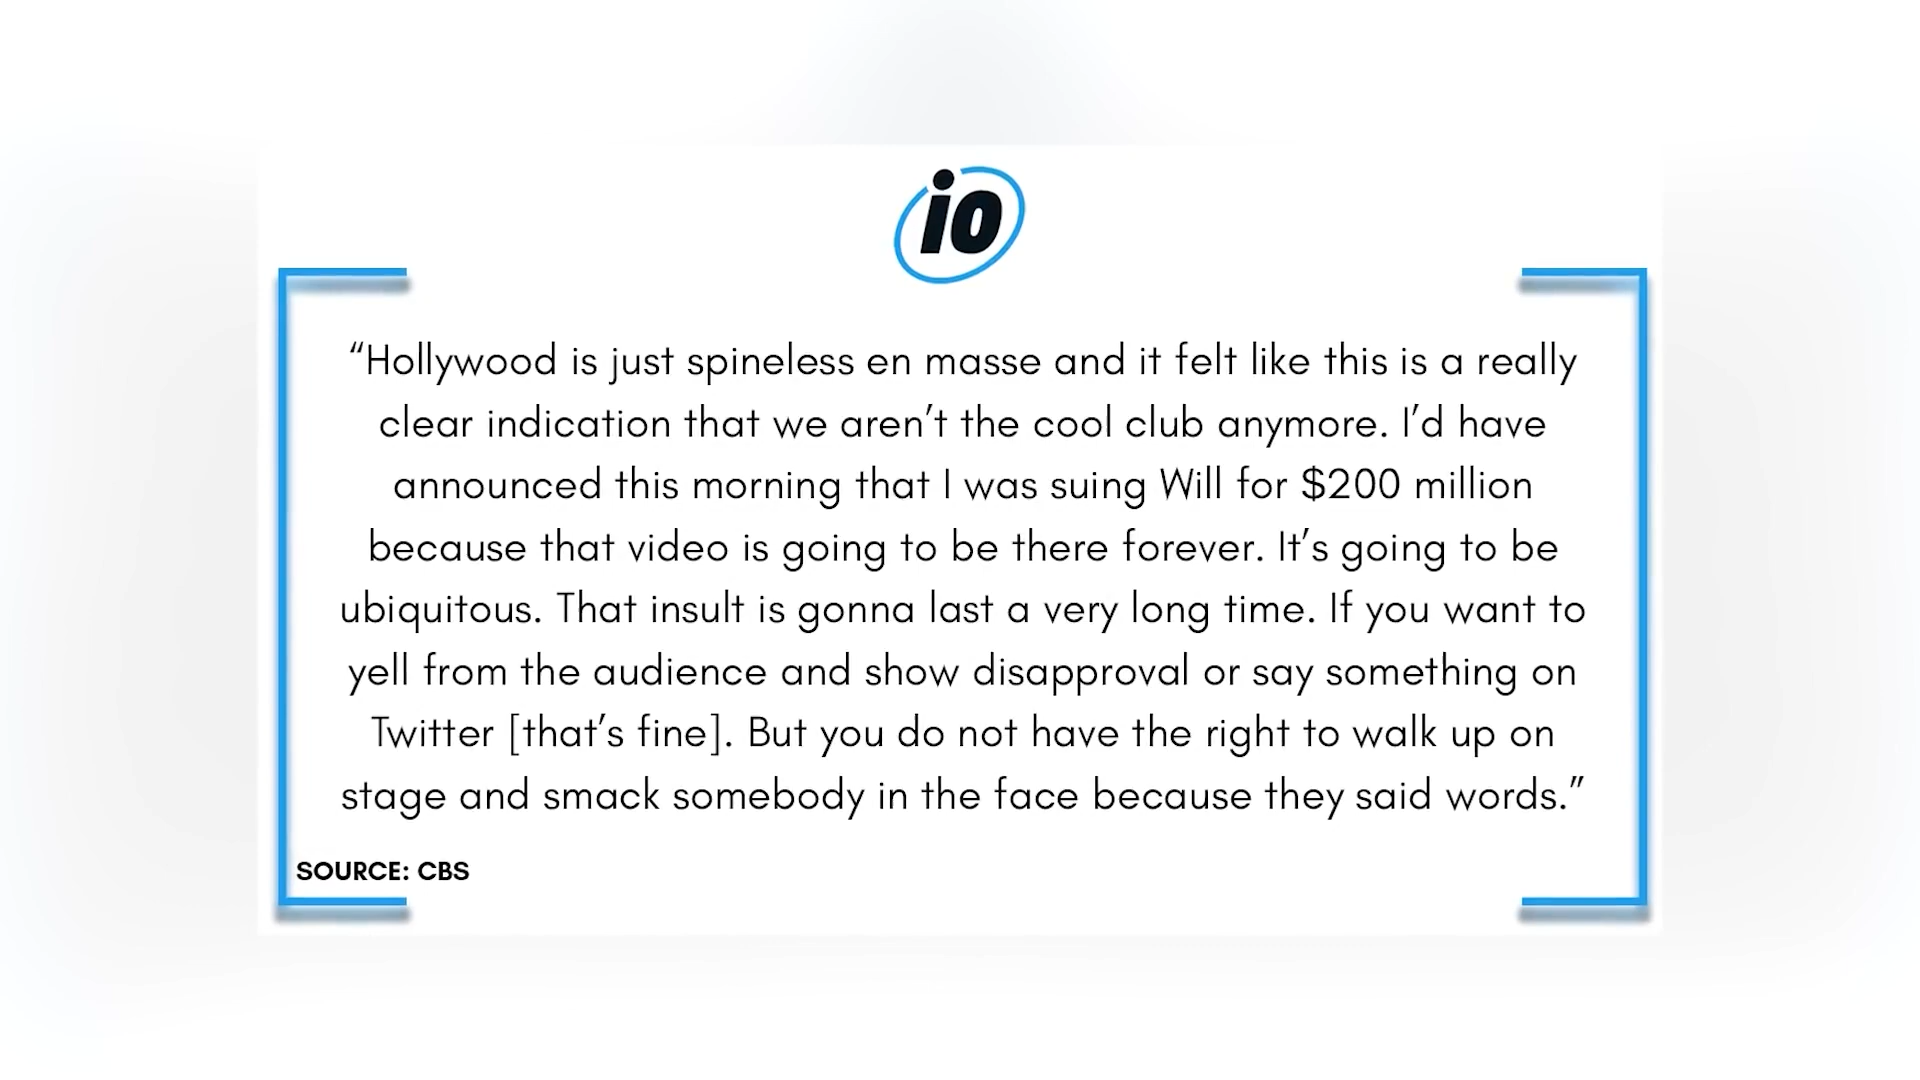 io
“Hollywood is just spineless en masse and it felt like this is a really
clear indication that we aren’t the cool club anymore. I’d have
announced this morning that I was suing Will for $200 million
because that video is going to be there forever. It’s going to be
ubiquitous. That insult is gonna last a very long time. If you want to
yell from the audience and show disapproval or say something on
Twitter [that’s fine]. But you do not have the right to walk up on
stage and smack somebody in the face because they said words.”
SOURCE: CBS